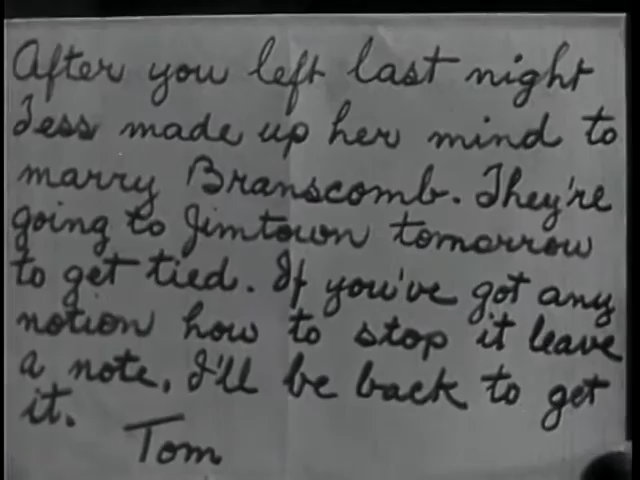 After you left last night
Tess made up her mind to
marry Branscomb. They're
going to Jimtown tomorrow
to get tied. If you've got any
notion how to stop it leave
a note, I'll be back to get
it.
Tom